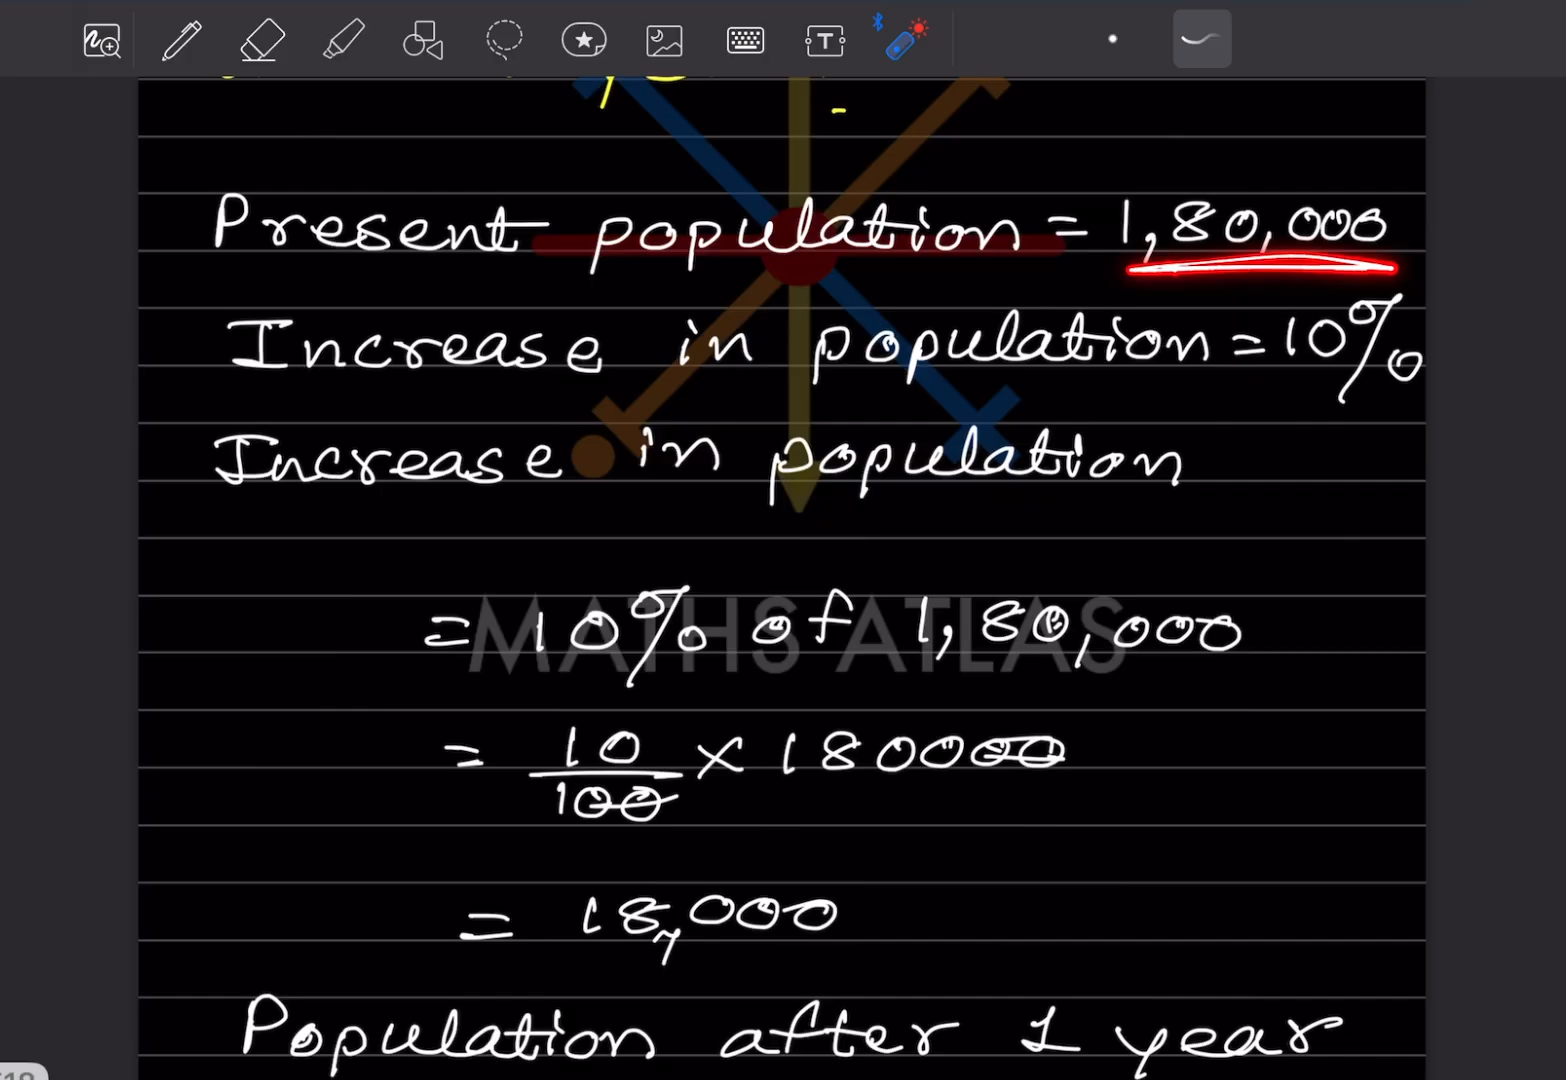 Present population = 1,80,000
Increase in population = 10%
Increase in population
= 10% of 1,80,000
MATHS ATLAS
= 10/100 × 180000
= 18,000
Population after 1 year